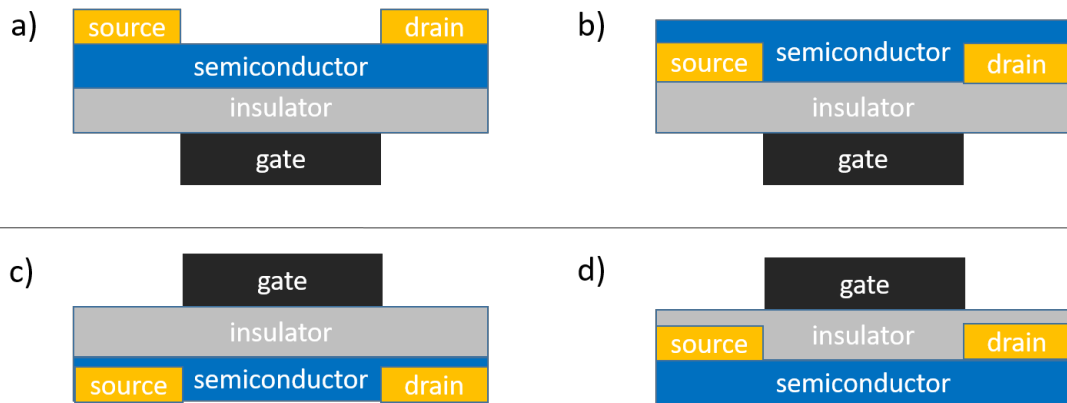 a)
source
drain
semiconductor
insulator
gate
b)
semiconductor
source
drain
insulator
gate
c)
gate
insulator
source
semiconductor
drain
d)
gate
source
insulator
drain
semiconductor